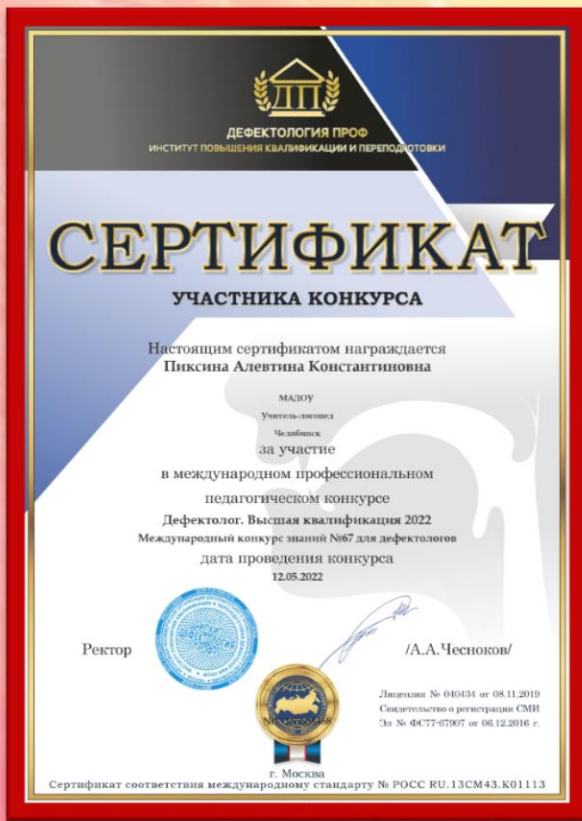 ДП
ДЕФЕКТОЛОГИЯ ПРОФ
ИНСТИТУТ ПОВЫШЕНИЯ КВАЛИФИКАЦИИ И ПЕРЕПОДГОТОВКИ
СЕРТИФИКАТ
УЧАСТНИКА КОНКУРСА
Настоящим сертификатом награждается
Пиксина Алевтина Константиновна
МАДОУ
Учитель-логопед
Челябинск
за участие
в международном профессиональном
педагогическом конкурсе
Дефектолог. Высшая квалификация 2022
Международный конкурс знаний №67 для дефектологов
дата проведения конкурса
12.05.2022
ДЕФЕКТОЛОГИЯ
ПРОФ
Ректор
/А.А.Чесноков/
Лицензия № 040434 от 08.11.2019
Свидетельство о регистрации СМИ
Эл № ФС77-67907 от 06.12.2016 г.
г. Москва
Сертификат соответствия международному стандарту № РОСС RU.13СМ43.К01113